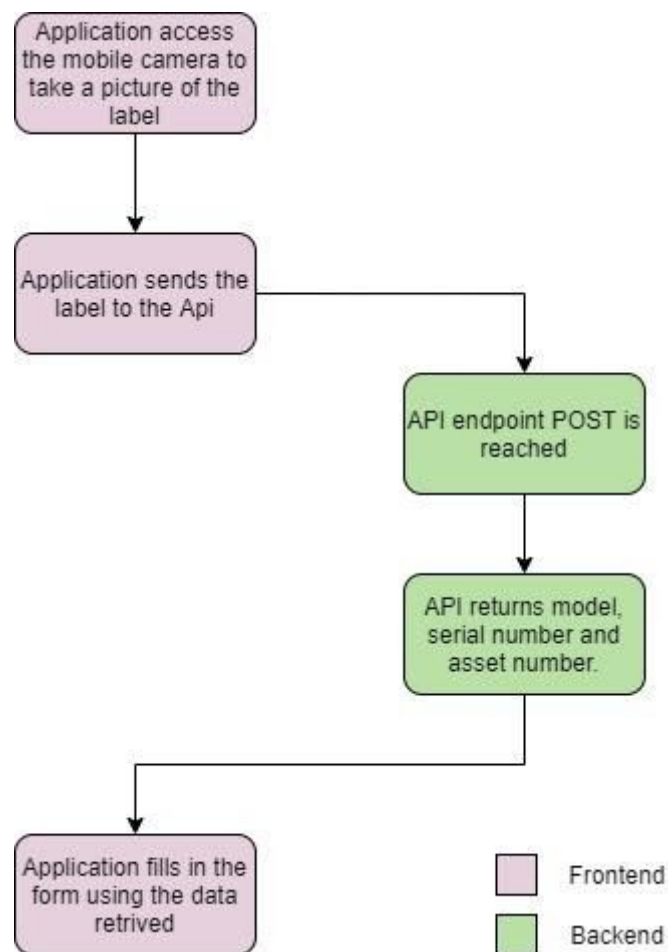 Application access
the mobile camera to
take a picture of the
label
Application sends the
label to the Api
API endpoint POST is
reached
API returns model,
serial number and
asset number.
Application fills in the
form using the data
retrived
Frontend
Backend